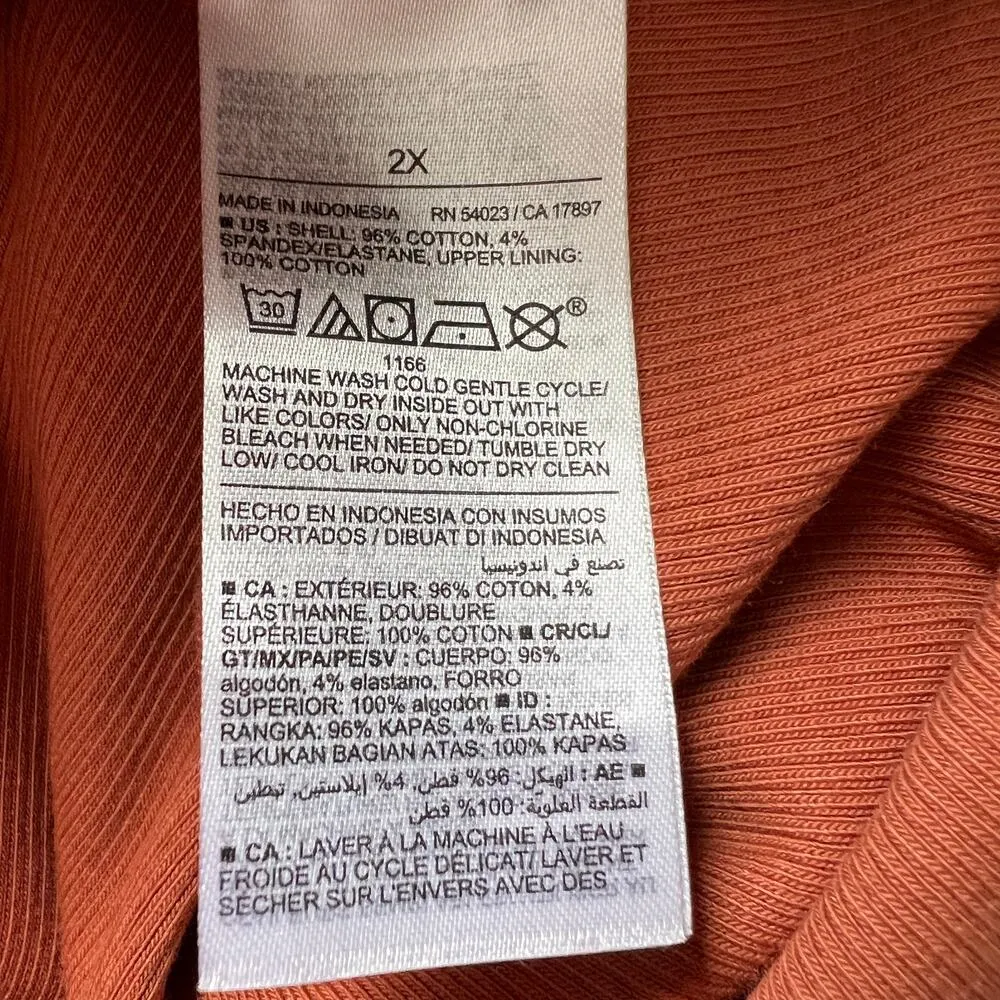 2X
MADE IN INDONESIA RN 54023 / CA 17897
■ US : SHELL: 96% COTTON, 4%
SPANDEX/ELASTANE, UPPER LINING:
100% COTTON
30 ®
1166
MACHINE WASH COLD GENTLE CYCLE/
WASH AND DRY INSIDE OUT WITH
LIKE COLORS/ ONLY NON-CHLORINE
BLEACH WHEN NEEDED/ TUMBLE DRY
LOW/ COOL IRON/ DO NOT DRY CLEAN
HECHO EN INDONESIA CON INSUMOS
IMPORTADOS / DIBUAT DI INDONESIA
تصنع في اندونيسيا
■ CA : EXTÉRIEUR: 96% COTON, 4%
ÉLASTHANNE, DOUBLURE
SUPÉRIEURE: 100% COTON ■ CR/CL/
GT/MX/PA/PE/SV : CUERPO: 96%
algodón, 4% elastano, FORRO
SUPERIOR: 100% algodón ■ ID :
RANGKA: 96% KAPAS, 4% ELASTANE,
LEKUKAN BAGIAN ATAS: 100% KAPAS
■ AE : الهيكل: 96% قطن, 4% إيلاستين, تبطين
القطعة العلوية: 100% قطن
■ CA : LAVER À LA MACHINE À L'EAU
FROIDE AU CYCLE DÉLICAT/ LAVER ET
SÉCHER SUR L'ENVERS AVEC DES